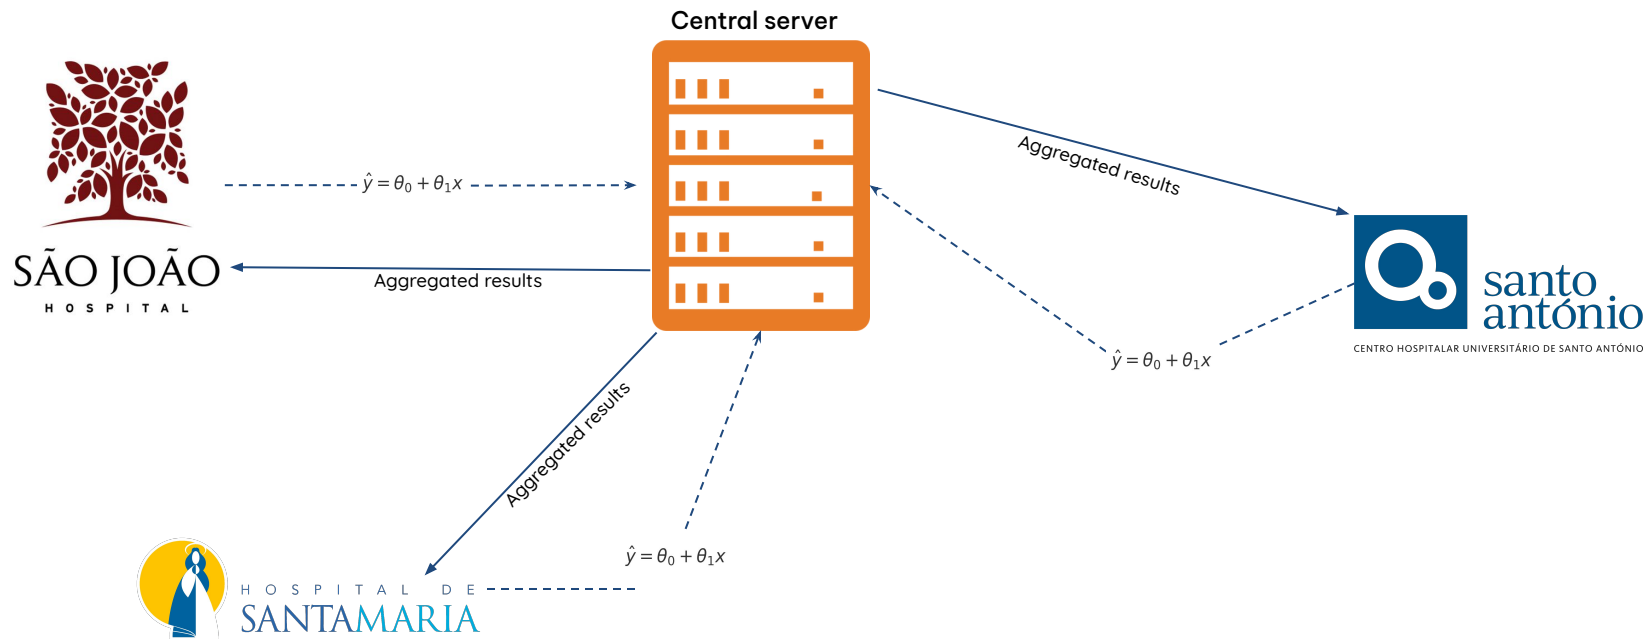 Central server
Aggregated results
ŷ = θ₀ + θ₁x
SÃO JOÃO
HOSPITAL
Aggregated results
santo
antónio
CENTRO HOSPITALAR UNIVERSITÁRIO DE SANTO ANTÓNIO
ŷ = θ₀ + θ₁x
Aggregated results
ŷ = θ₀ + θ₁x
HOSPITAL DE
SANTAMARIA